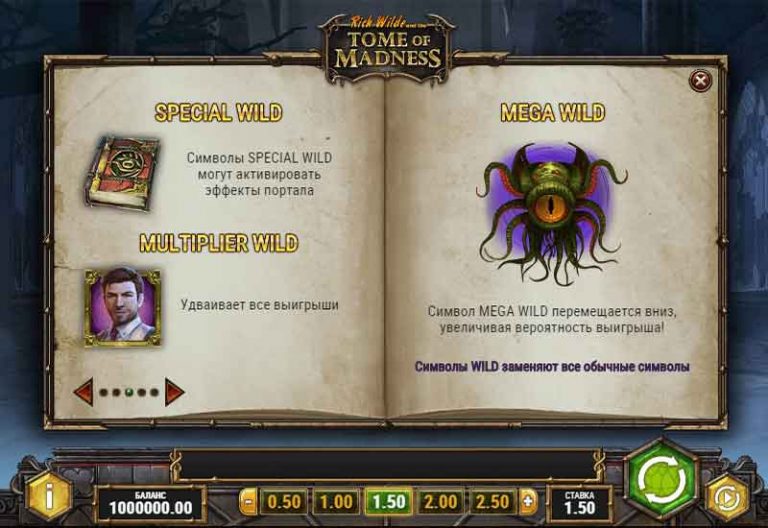 Rich Wilde and the
TOME OF
MADNESS
SPECIAL WILD
Символы SPECIAL WILD
могут активировать
эффекты портала
MULTIPLIER WILD
Удваивает все выигрыши
MEGA WILD
Символ MEGA WILD перемещается вниз,
увеличивая вероятность выигрыша!
Символы WILD заменяют все обычные символы
i
БАЛАНС
1000000.00
- 0.50 1.00 1.50 2.00 2.50 +
СТАВКА
1.50